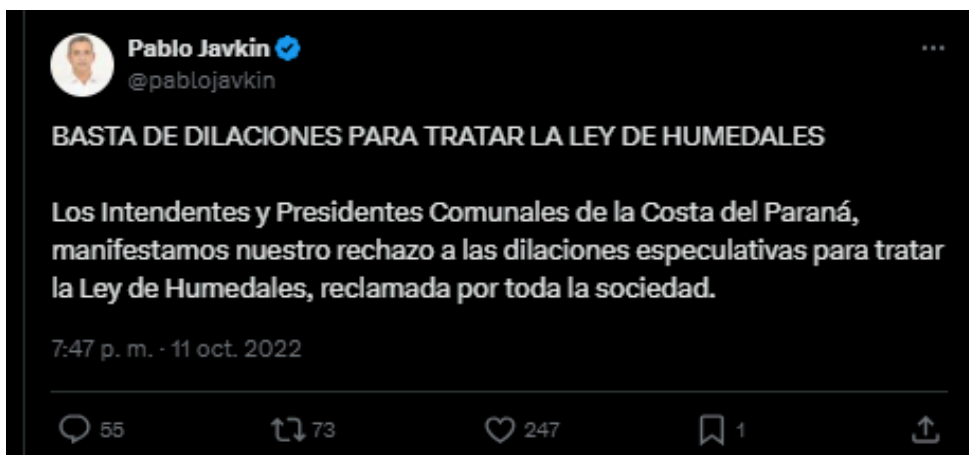 Pablo Javkin
@pablojavkin
BASTA DE DILACIONES PARA TRATAR LA LEY DE HUMEDALES
Los Intendentes y Presidentes Comunales de la Costa del Paraná,
manifestamos nuestro rechazo a las dilaciones especulativas para tratar
la Ley de Humedales, reclamada por toda la sociedad.
7:47 p. m. · 11 oct. 2022
55 73 247 1